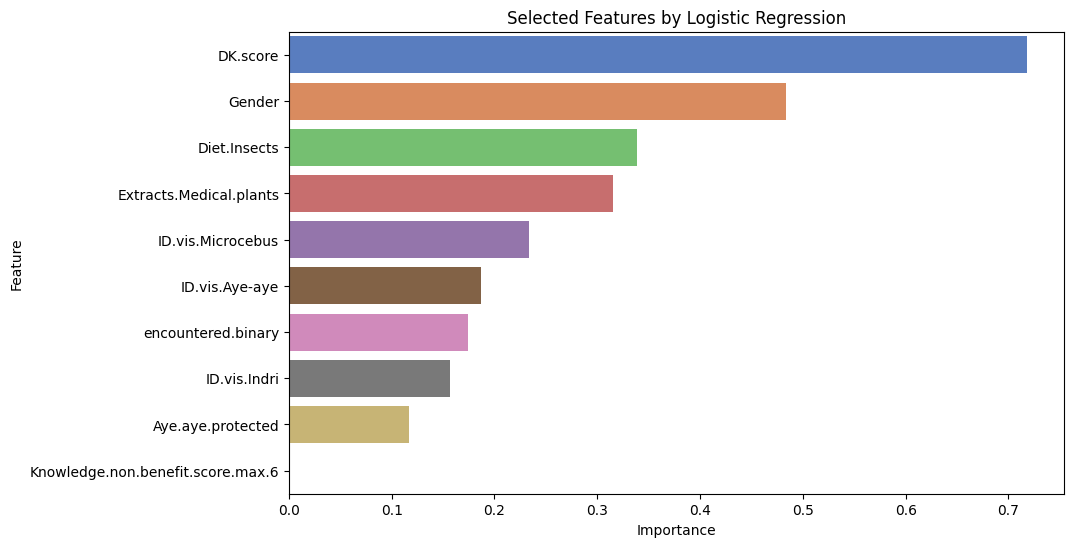 Selected Features by Logistic Regression
Feature
DK.score
Gender
Diet.Insects
Extracts.Medical.plants
ID.vis.Microcebus
ID.vis.Aye-aye
encountered.binary
ID.vis.Indri
Aye.aye.protected
Knowledge.non.benefit.score.max.6
0.0 0.1 0.2 0.3 0.4 0.5 0.6 0.7
Importance